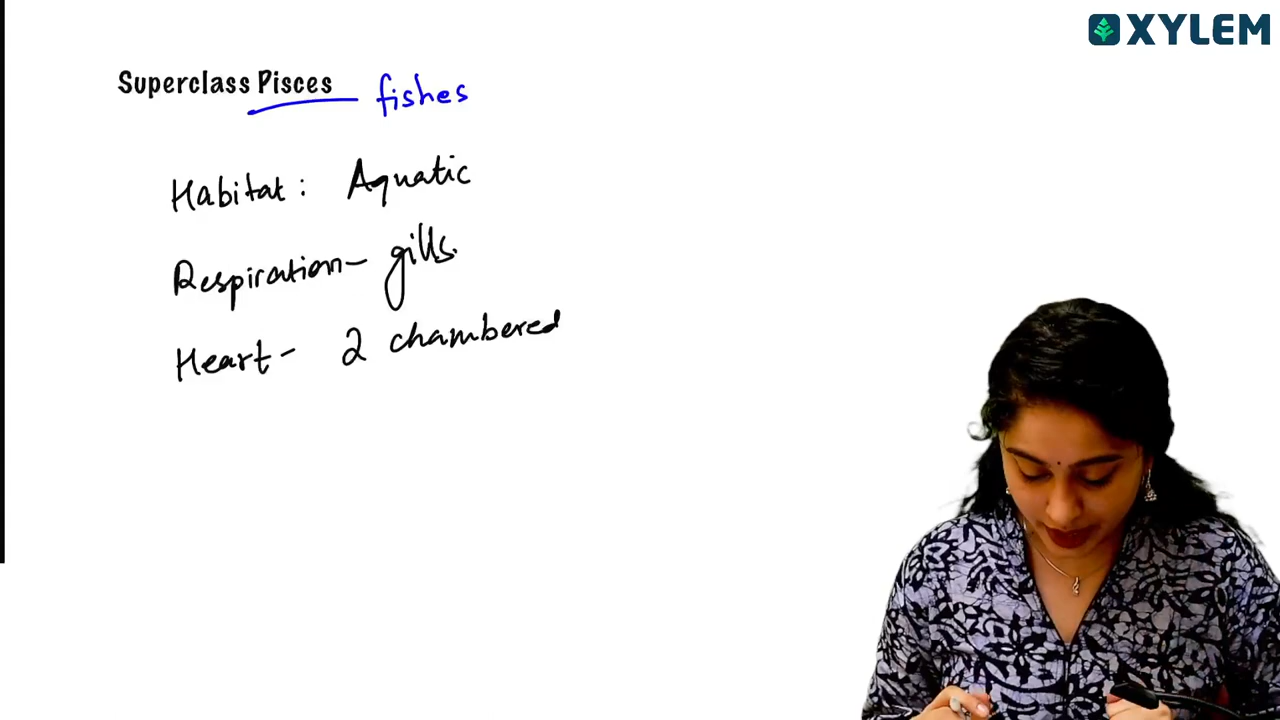 XYLEM
Superclass Pisces fishes
Habitat : Aquatic
Respiration - gills.
Heart - 2 chambered